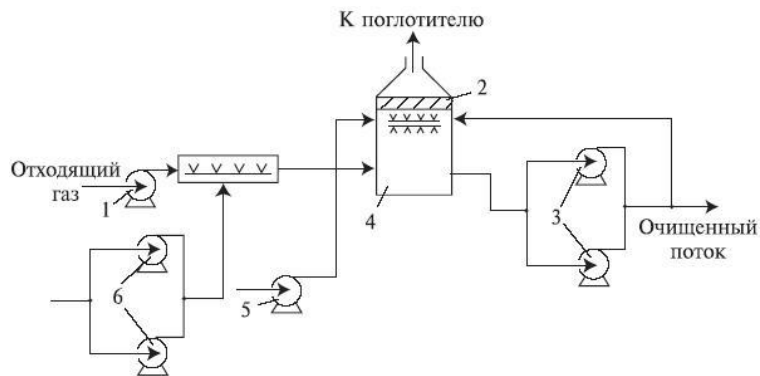 К поглотителю
2
Отходящий
газ
1
4
3
Очищенный
поток
6
5